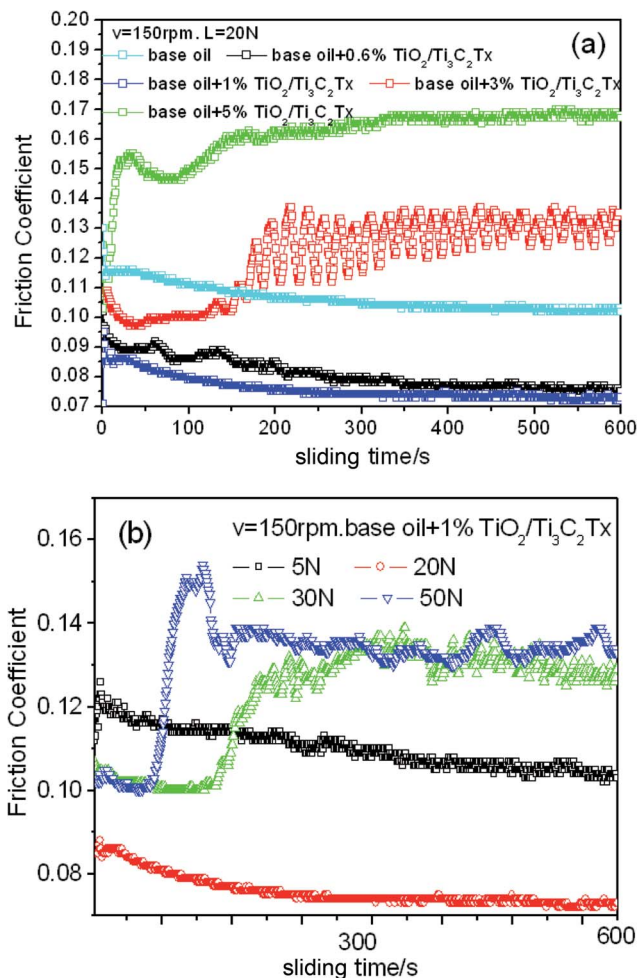 0.20
0.19
0.18
0.17
0.16
0.15
0.14
0.13
0.12
0.11
0.10
0.09
0.08
0.07
Friction Coefficient
v=150rpm. L=20N
(a)
base oil base oil+0.6% TiO₂/Ti₃C₂Tx
base oil+1% TiO₂/Ti₃C₂Tx base oil+3% TiO₂/Ti₃C₂Tx
base oil+5% TiO₂/Ti₃C₂Tx
0 100 200 300 400 500 600
sliding time/s
0.16
0.14
0.12
0.10
0.08
Friction Coefficient
(b)
v=150rpm.base oil+1% TiO₂/Ti₃C₂Tx
5N 20N
30N 50N
300 600
sliding time/s